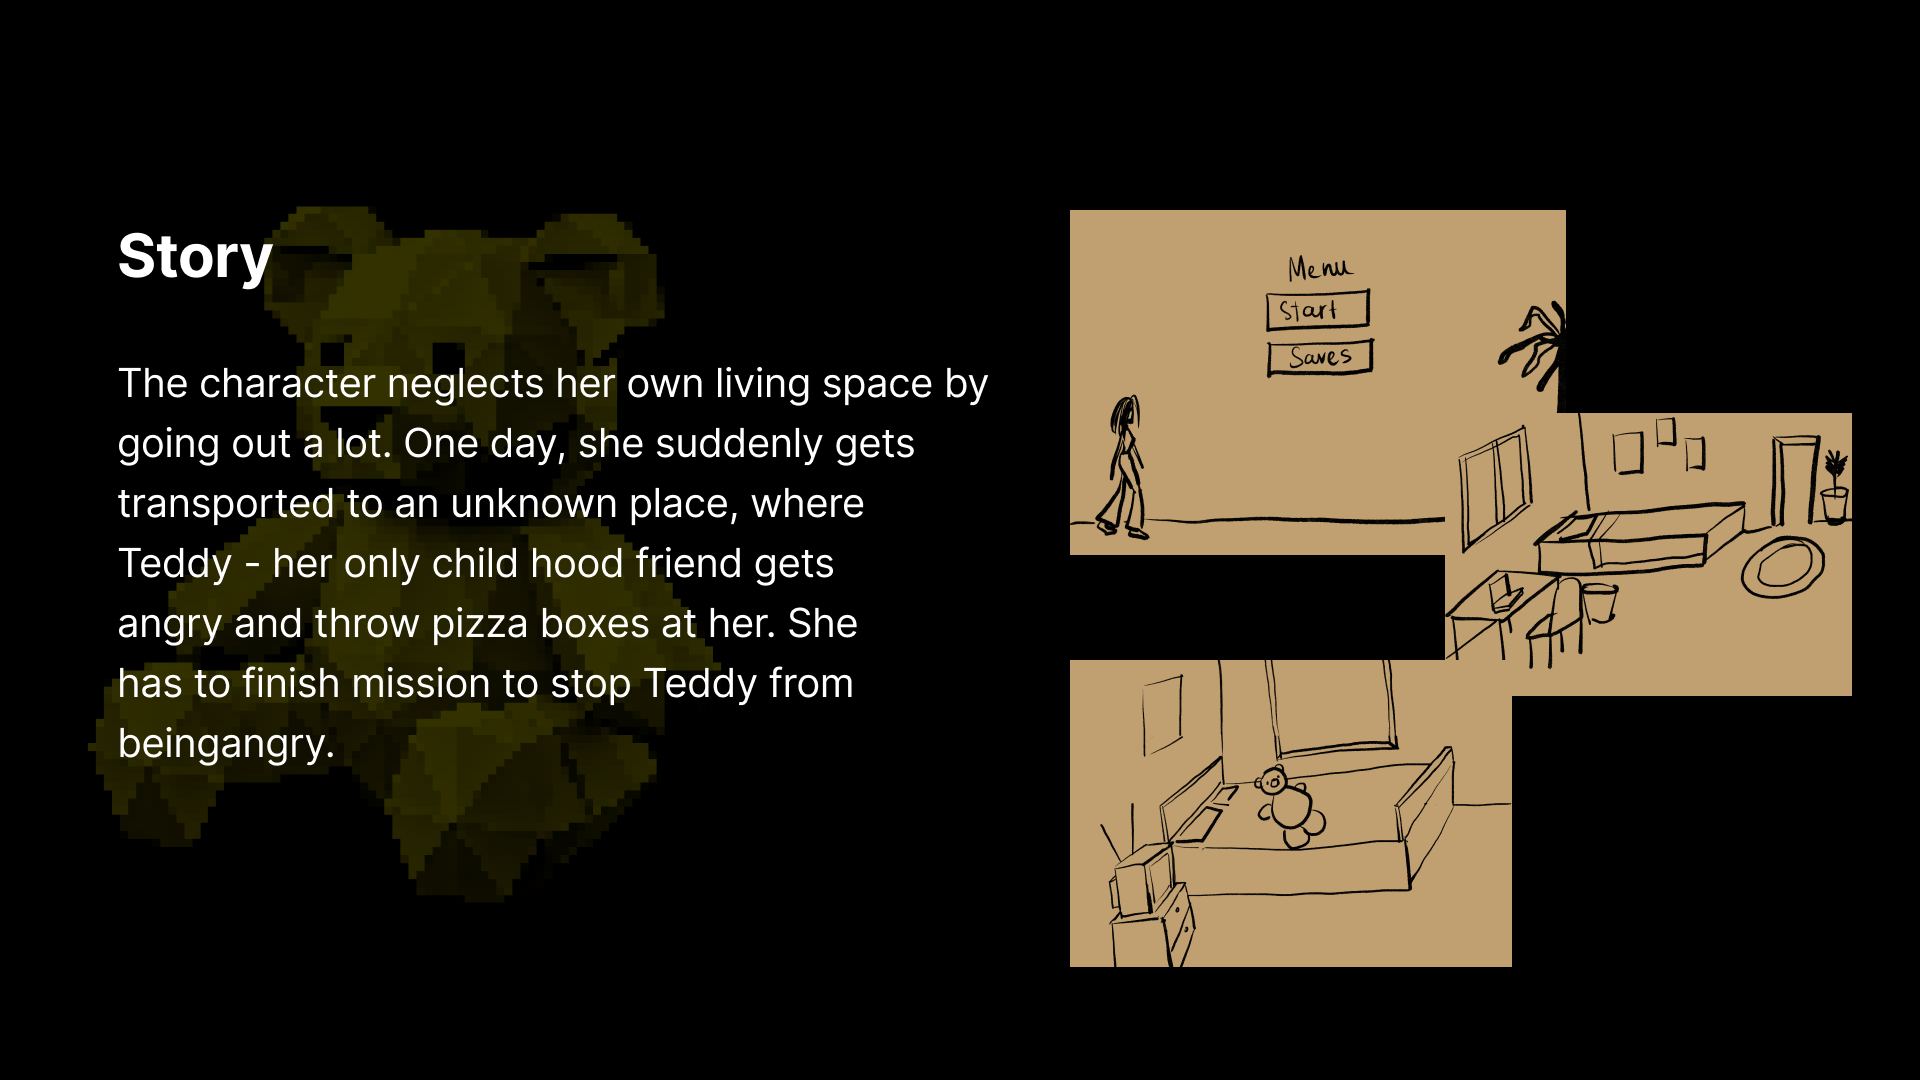 Story
The character neglects her own living space by
going out a lot. One day, she suddenly gets
transported to an unknown place, where
Teddy - her only child hood friend gets
angry and throw pizza boxes at her. She
has to finish mission to stop Teddy from
beingangry.
Menu
Start
Saves